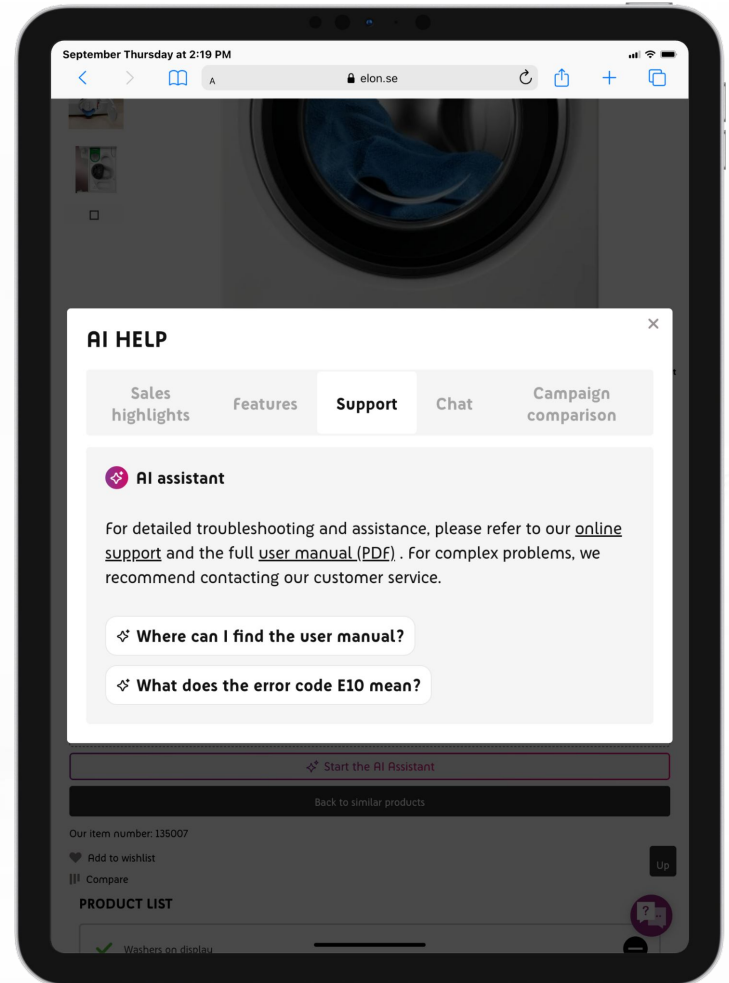 September Thursday at 2:19 PM
A
elon.se
AI HELP
Sales
highlights
Features
Support
Chat
Campaign
comparison
AI assistant
For detailed troubleshooting and assistance, please refer to our online
support and the full user manual (PDF) . For complex problems, we
recommend contacting our customer service.
Where can I find the user manual?
What does the error code E10 mean?
Start the AI Assistant
Back to similar products
Our item number: 135007
Add to wishlist
Compare
Up
PRODUCT LIST
?
Washers on display